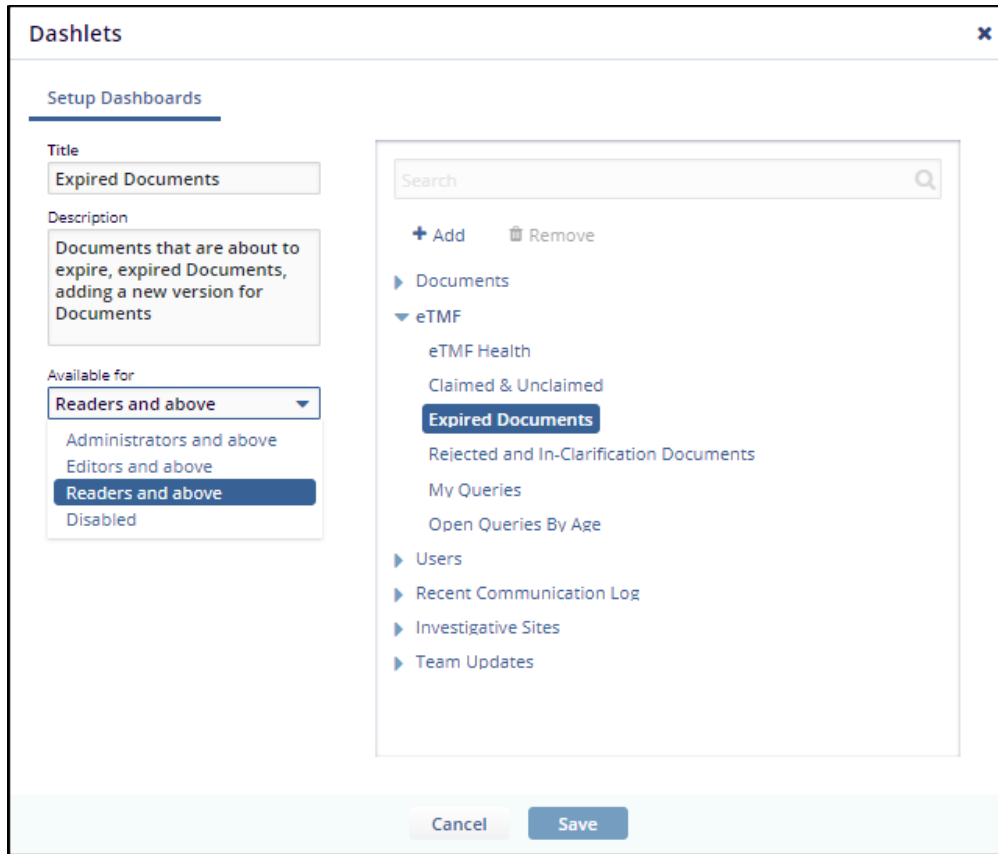 Dashlets
Setup Dashboards
Title
Expired Documents
Description
Documents that are about to
expire, expired Documents,
adding a new version for
Documents
Available for
Readers and above
Administrators and above
Editors and above
Readers and above
Disabled
Search
Add
Remove
Documents
eTMF
eTMF Health
Claimed & Unclaimed
Expired Documents
Rejected and In-Clarification Documents
My Queries
Open Queries By Age
Users
Recent Communication Log
Investigative Sites
Team Updates
Cancel
Save